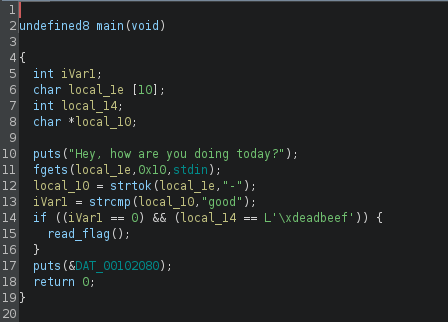 1
2 undefined8 main(void)
3
4 {
5   int iVar1;
6   char local_1e [10];
7   int local_14;
8   char *local_10;
9
10   puts("Hey, how are you doing today?");
11   fgets(local_1e,0x10,stdin);
12   local_10 = strtok(local_1e,"-");
13   iVar1 = strcmp(local_10,"good");
14   if ((iVar1 == 0) && (local_14 == L'\xdeadbeef')) {
15     read_flag();
16   }
17   puts(&DAT_00102080);
18   return 0;
19 }
20